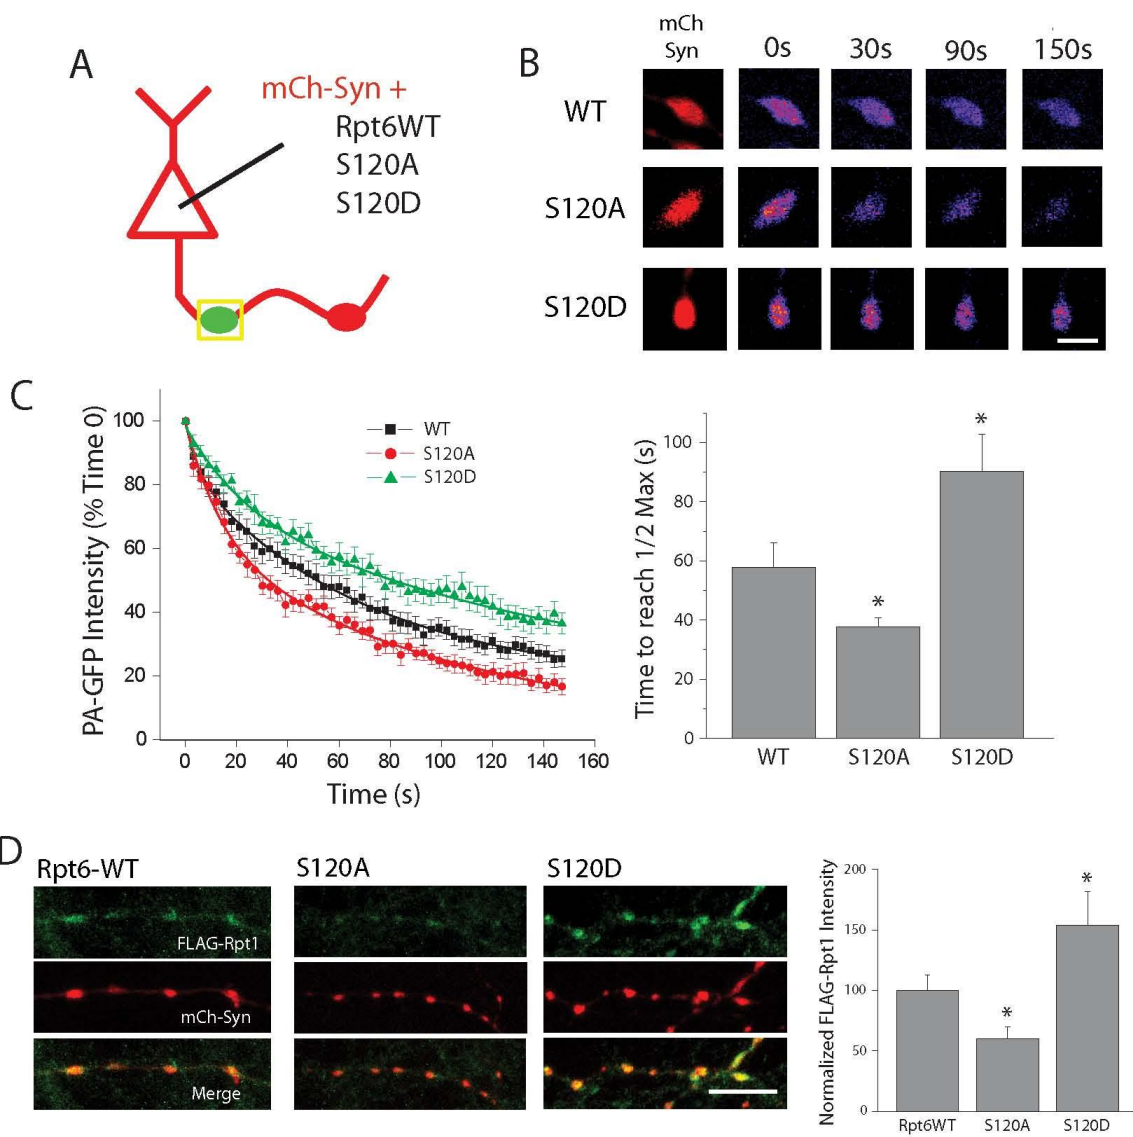 A
mCh-Syn +
Rpt6WT
S120A
S120D
B
mCh
Syn
0s
30s
90s
150s
WT
S120A
S120D
C
PA-GFP Intensity (% Time 0)
100
80
60
40
20
0
WT
S120A
S120D
0 20 40 60 80 100 120 140 160
Time (s)
Time to reach 1/2 Max (s)
100
80
60
40
20
0
*
*
WT S120A S120D
D
Rpt6-WT
S120A
S120D
FLAG-Rpt1
mCh-Syn
Merge
Normalized FLAG-Rpt1 Intensity
200
150
100
50
0
*
*
Rpt6WT S120A S120D